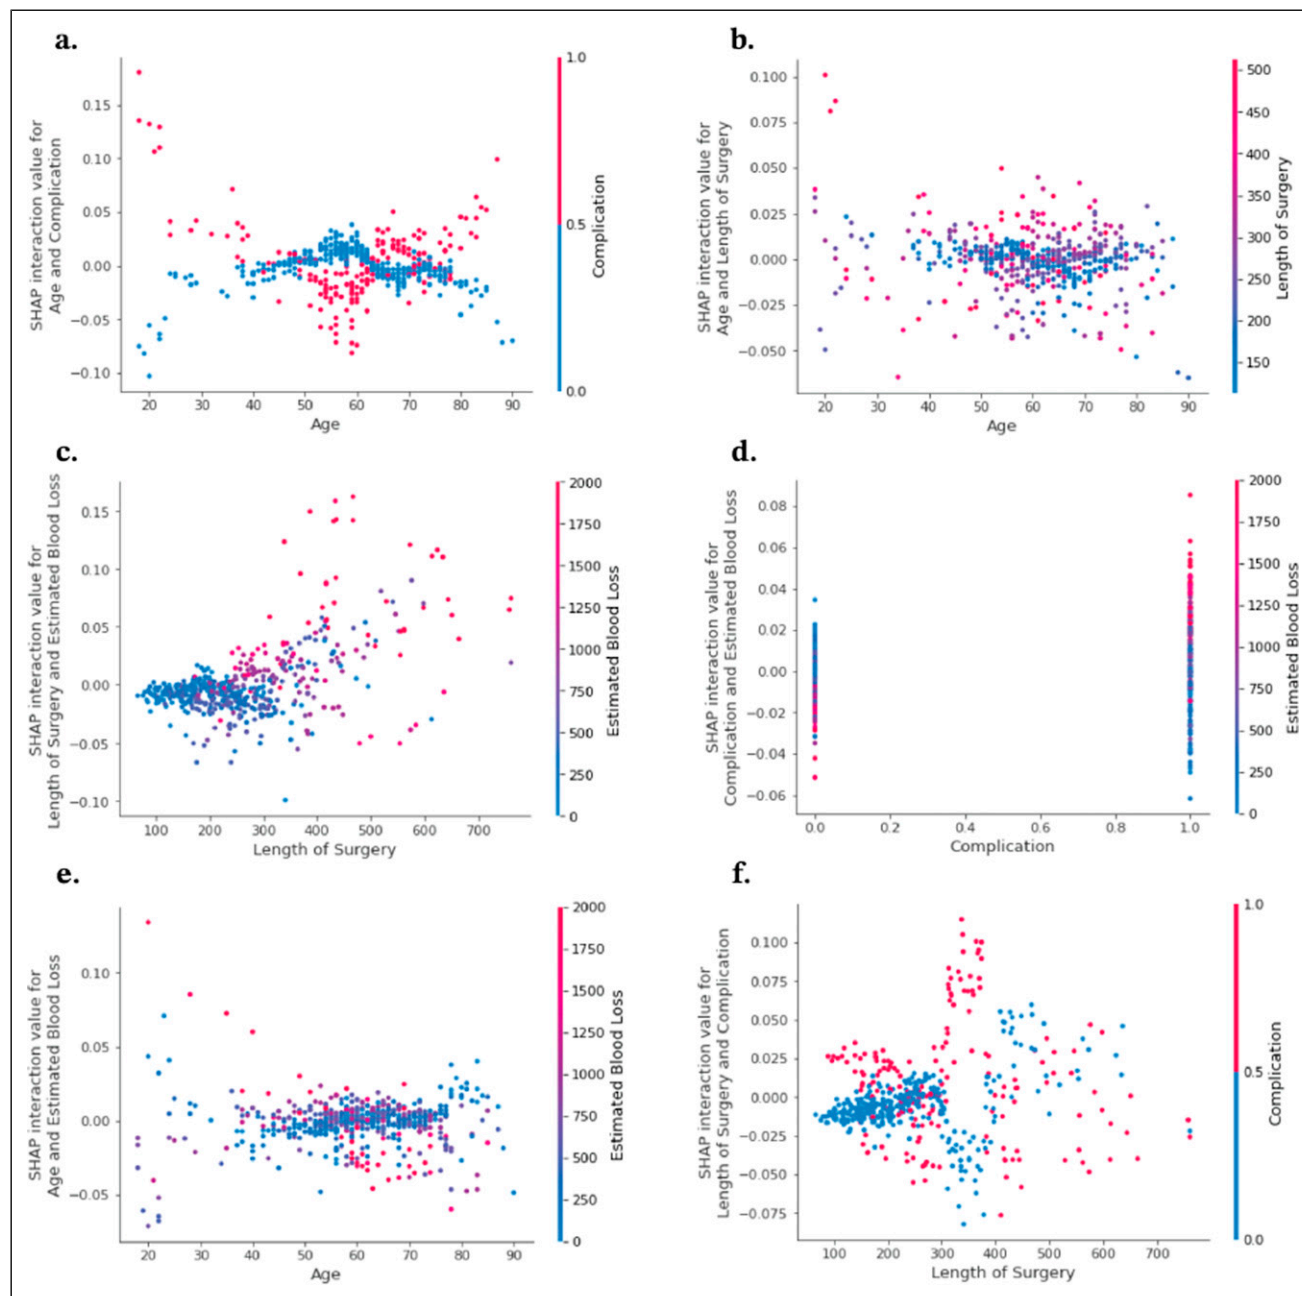 a.
SHAP interaction value for
Age and Complication
0.15
0.10
0.05
0.00
−0.05
−0.10
20 30 40 50 60 70 80 90
Age
1.0
0.5
0.0
Complication
b.
SHAP interaction value for
Age and Length of Surgery
0.100
0.075
0.050
0.025
0.000
−0.025
−0.050
20 30 40 50 60 70 80 90
Age
500
450
400
350
300
250
200
150
Length of Surgery
c.
SHAP interaction value for
Length of Surgery and Estimated Blood Loss
0.15
0.10
0.05
0.00
−0.05
−0.10
100 200 300 400 500 600 700
Length of Surgery
2000
1750
1500
1250
1000
750
500
250
0
Estimated Blood Loss
d.
SHAP interaction value for
Complication and Estimated Blood Loss
0.08
0.06
0.04
0.02
0.00
−0.02
−0.04
−0.06
0.0 0.2 0.4 0.6 0.8 1.0
Complication
2000
1750
1500
1250
1000
750
500
250
0
Estimated Blood Loss
e.
SHAP interaction value for
Age and Estimated Blood Loss
0.10
0.05
0.00
−0.05
20 30 40 50 60 70 80 90
Age
2000
1750
1500
1250
1000
750
500
250
0
Estimated Blood Loss
f.
SHAP interaction value for
Length of Surgery and Complication
0.100
0.075
0.050
0.025
0.000
−0.025
−0.050
−0.075
100 200 300 400 500 600 700
Length of Surgery
1.0
0.5
0.0
Complication